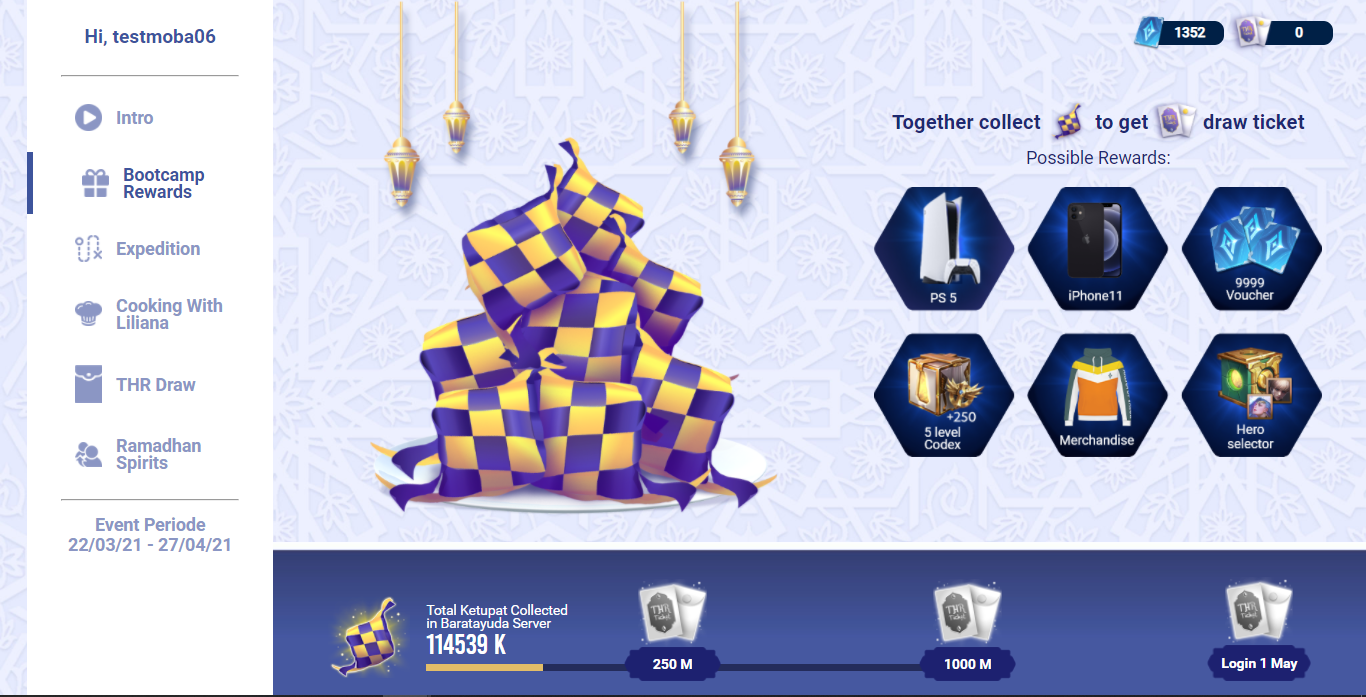 Hi, testmoba06
Intro
Bootcamp
Rewards
Expedition
Cooking With
Liliana
THR Draw
Ramadhan
Spirits
Event Periode
22/03/21 - 27/04/21
1352
0
Together collect to get draw ticket
Possible Rewards:
PS 5
iPhone11
9999
Voucher
+250
5 level
Codex
Merchandise
Hero
selector
Total Ketupat Collected
in Baratayuda Server
114539 K
THR
Ticket
250 M
THR
Ticket
1000 M
THR
Ticket
Login 1 May